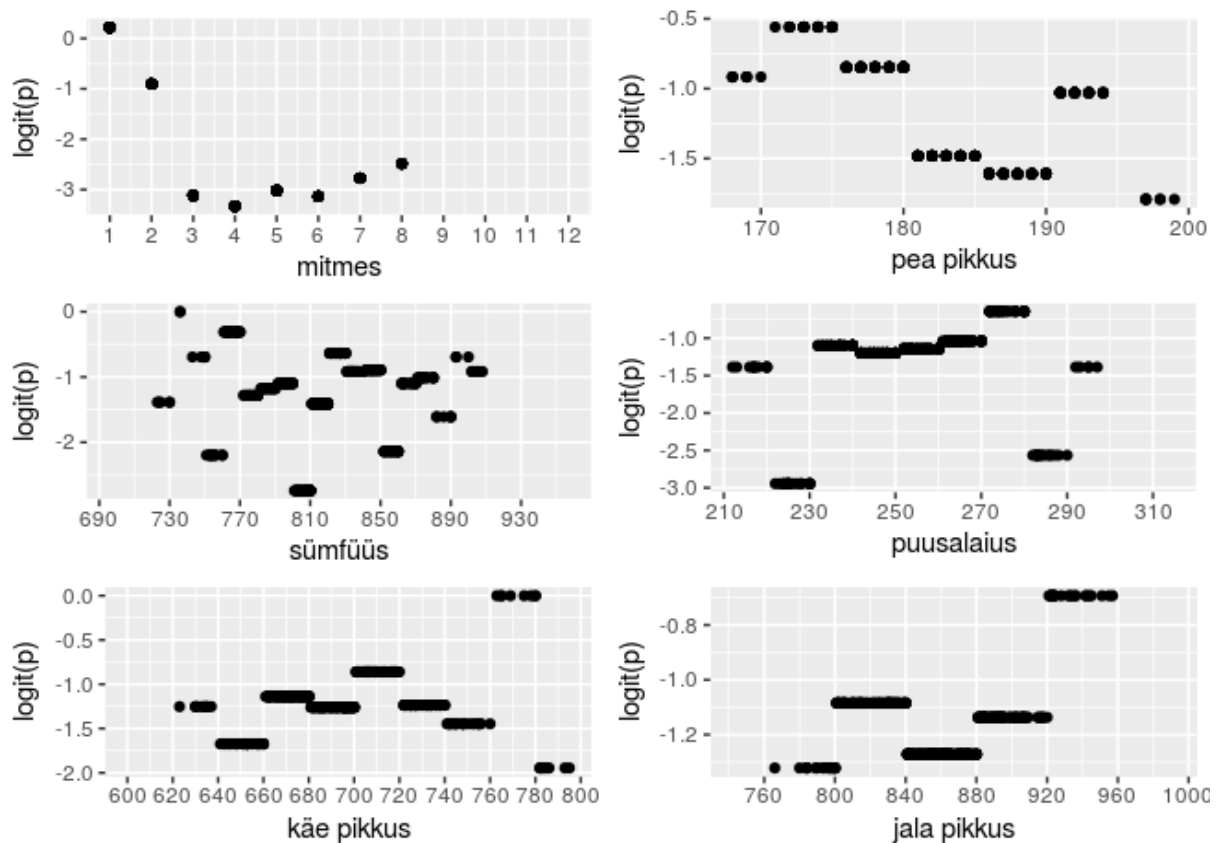 logit(p)
0
-1
-2
-3
1 2 3 4 5 6 7 8 9 10 11 12
mitmes
logit(p)
-0.5
-1.0
-1.5
170 180 190 200
pea pikkus
logit(p)
0
-1
-2
690 730 770 810 850 890 930
sümfüüs
logit(p)
-1.0
-1.5
-2.0
-2.5
-3.0
210 230 250 270 290 310
puusalaius
logit(p)
0.0
-0.5
-1.0
-1.5
-2.0
600 620 640 660 680 700 720 740 760 780 800
käe pikkus
logit(p)
-0.8
-1.0
-1.2
760 800 840 880 920 960 1000
jala pikkus